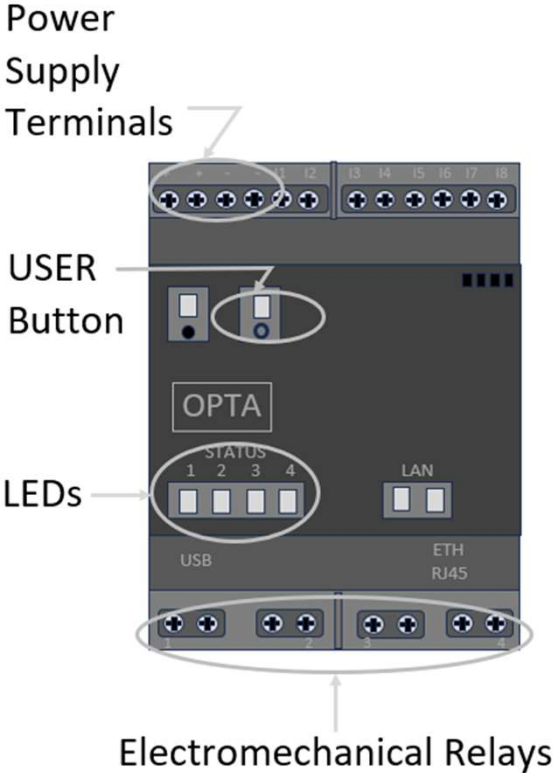 Power
Supply
Terminals
+ - - I1 I2 I3 I4 I5 I6 I7 I8
USER
Button
OPTA
STATUS
1 2 3 4
LAN
LEDs
USB
ETH
RJ45
1 2 3 4
Electromechanical Relays